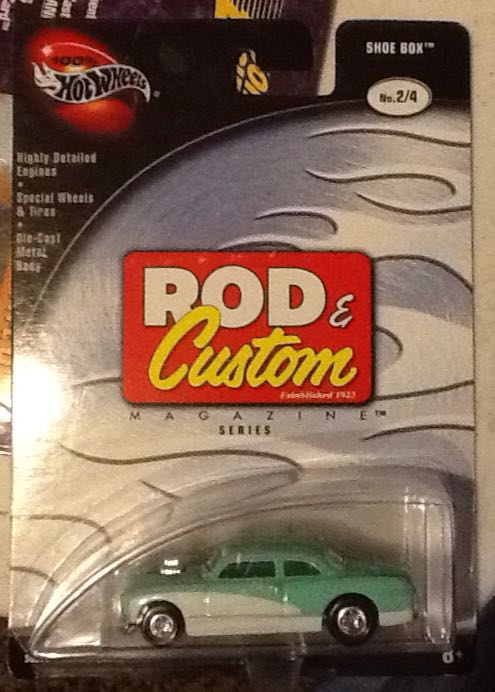 100%
Hot Wheels
SHOE BOX™
No. 2/4
Highly Detailed
Engines
•
Special Wheels
& Tires
•
Die-Cast
Metal
Body
ROD &
Custom
Established 1953
MAGAZINE™
SERIES